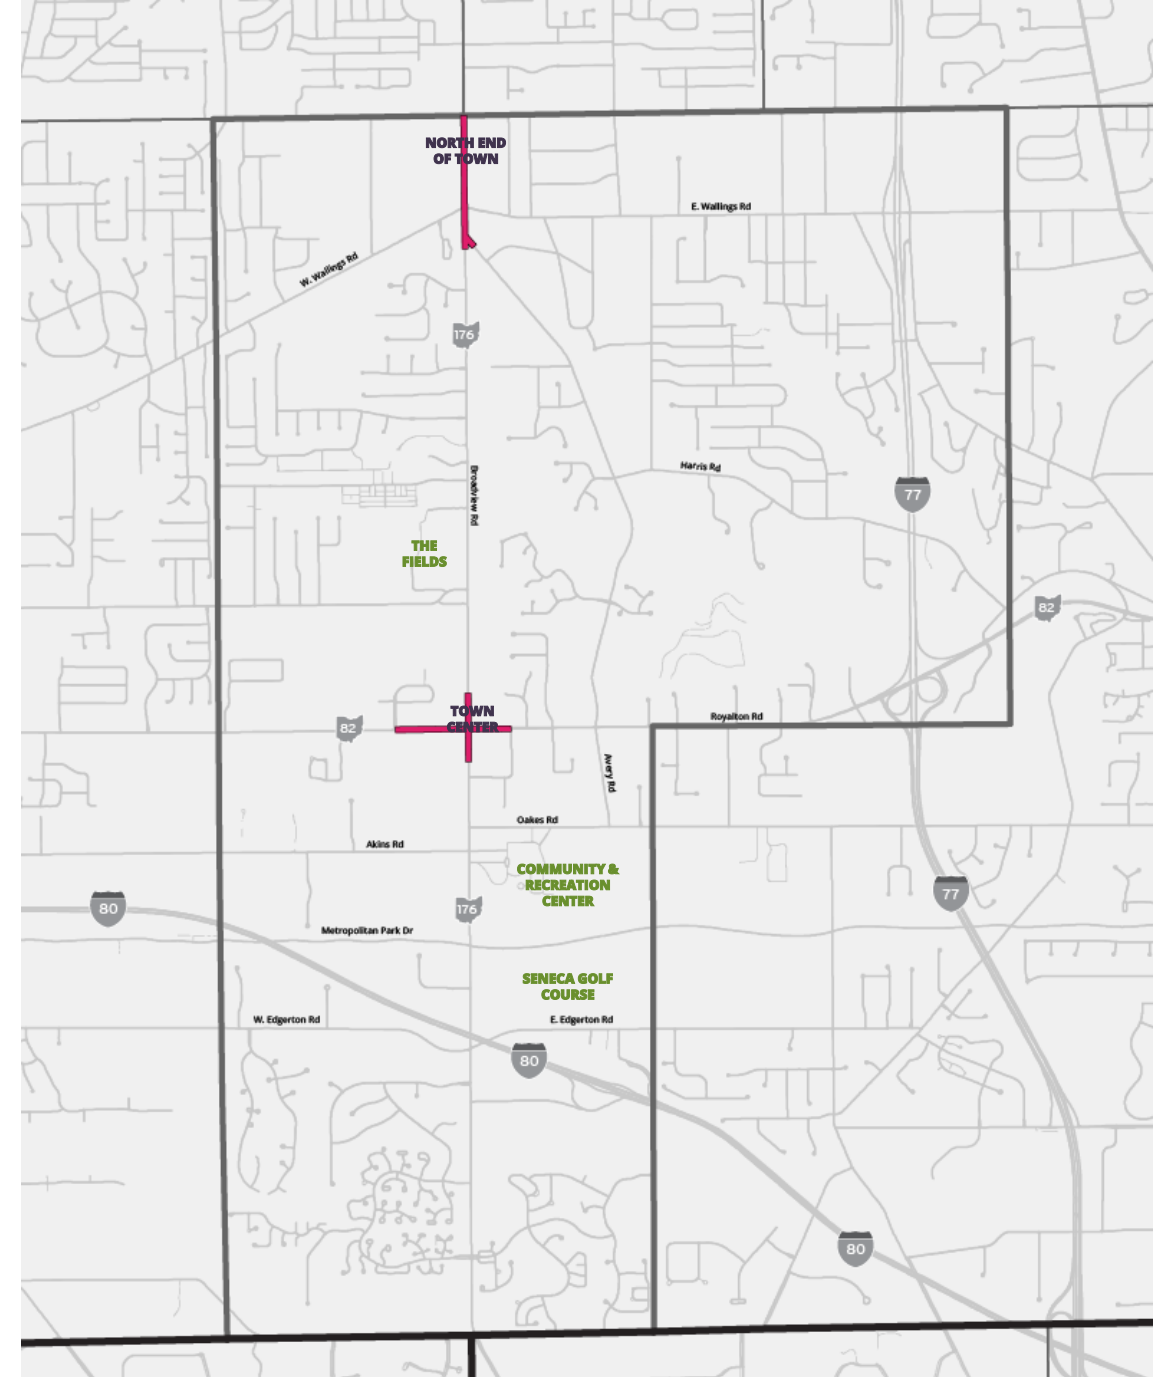 NORTH END
OF TOWN
E. Wallings Rd
W. Wallings Rd
176
Harris Rd
Broadview Rd
77
THE
FIELDS
82
TOWN
CENTER
82
Royalton Rd
Avery Rd
Oakes Rd
Akins Rd
COMMUNITY &
RECREATION
CENTER
77
80
176
Metropolitan Park Dr
SENECA GOLF
COURSE
W. Edgerton Rd
E. Edgerton Rd
80
80